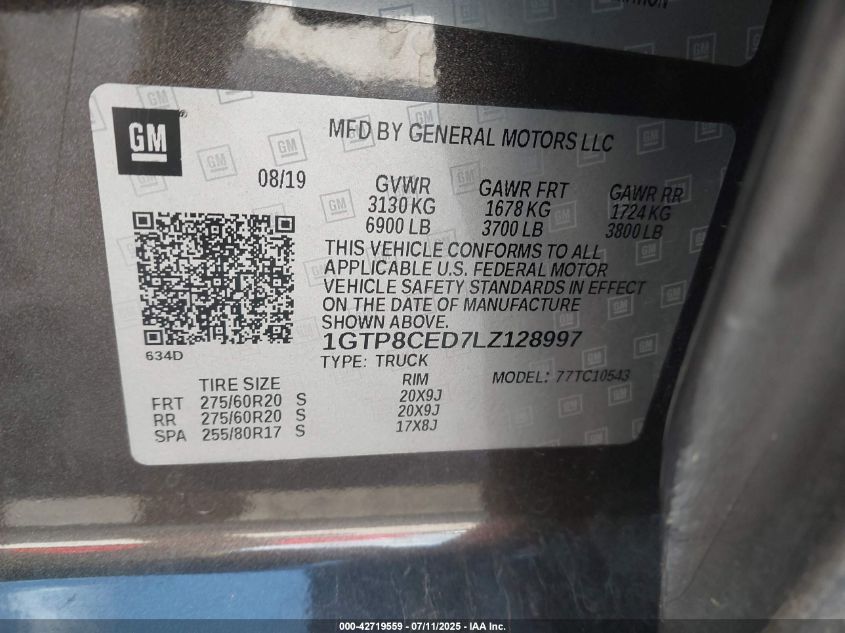 GM
MFD BY GENERAL MOTORS LLC
08/19
GVWR GAWR FRT GAWR RR
3130 KG 1678 KG 1724 KG
6900 LB 3700 LB 3800 LB
THIS VEHICLE CONFORMS TO ALL
APPLICABLE U.S. FEDERAL MOTOR
VEHICLE SAFETY STANDARDS IN EFFECT
ON THE DATE OF MANUFACTURE
SHOWN ABOVE.
1GTP8CED7LZ128997
634D
TYPE: TRUCK
MODEL: 77TC10543
TIRE SIZE RIM
FRT 275/60R20 S 20X9J
RR 275/60R20 S 20X9J
SPA 255/80R17 S 17X8J
000-42719559 - 07/11/2025 - IAA Inc.